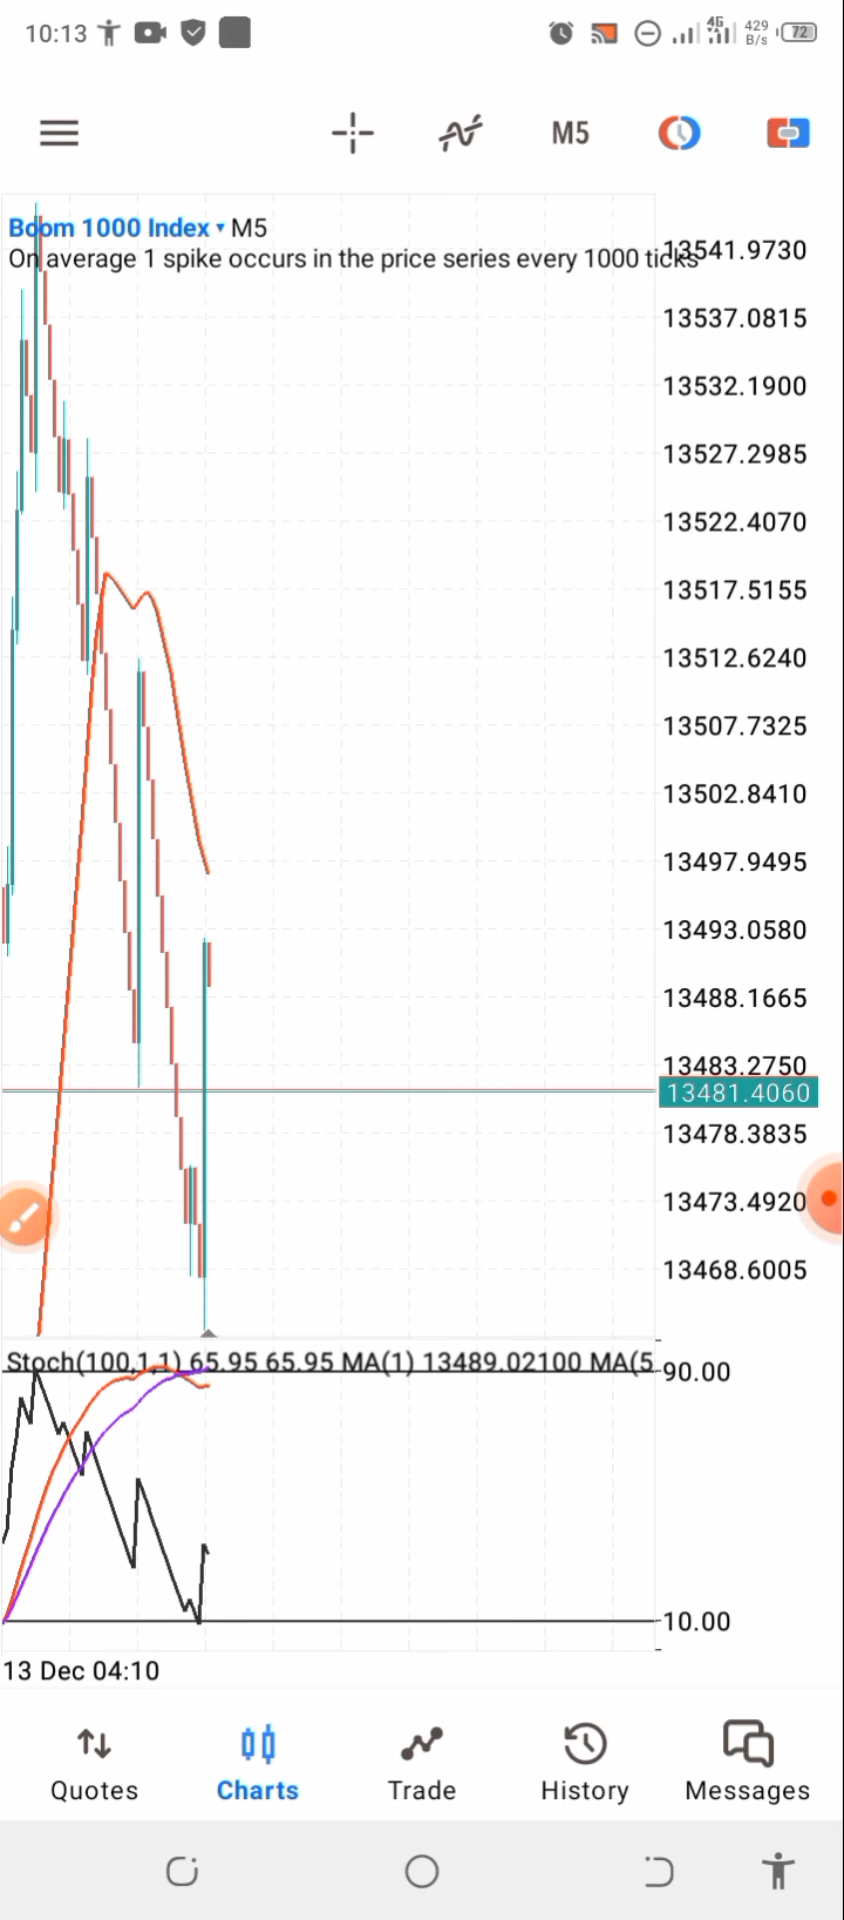 10:13
4G
429
B/s
72
M5
Boom 1000 Index ▾ M5
On average 1 spike occurs in the price series every 1000 ticks
13541.9730
13537.0815
13532.1900
13527.2985
13522.4070
13517.5155
13512.6240
13507.7325
13502.8410
13497.9495
13493.0580
13488.1665
13483.2750
13481.4060
13478.3835
13473.4920
13468.6005
Stoch(100,1,1) 65.95 65.95 MA(1) 13489.02100 MA(5
90.00
10.00
13 Dec 04:10
Quotes
Charts
Trade
History
Messages